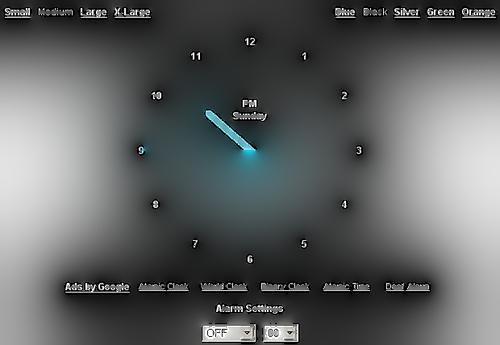 Small Medium Large X-Large
Blue Black Silver Green Orange
12
11 1
10 2
PM
Sunday
9 3
8 4
7 5
6
Ads by Google Atomic Clock World Clock Binary Clock Atomic Time Desk Alarm
Alarm Settings
OFF 00